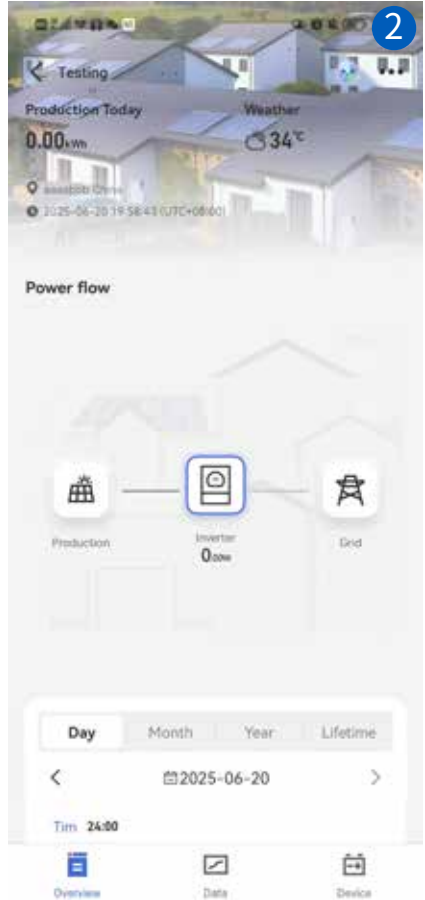 2
Testing
Production Today
Weather
0.00kWh
34℃
China
2025-06-20 19:58:43 (UTC+08:00)
Power flow
Production
Inverter
Grid
0.00W
Day
Month
Year
Lifetime
2025-06-20
Tim 24:00
Overview
Data
Device